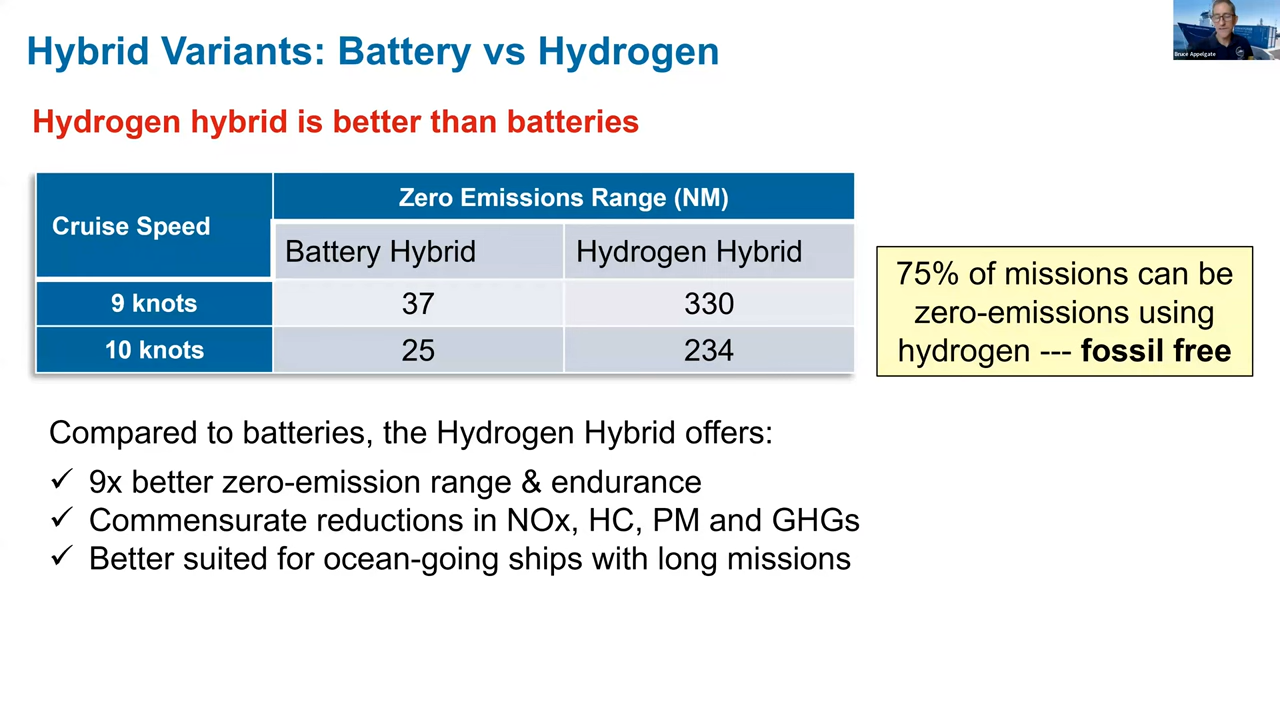 Hybrid Variants: Battery vs Hydrogen
Bruce Appelgate
Hydrogen hybrid is better than batteries
Cruise Speed
Zero Emissions Range (NM)
Battery Hybrid
Hydrogen Hybrid
9 knots
37
330
10 knots
25
234
75% of missions can be
zero-emissions using
hydrogen --- fossil free
Compared to batteries, the Hydrogen Hybrid offers:
✓ 9x better zero-emission range & endurance
✓ Commensurate reductions in NOx, HC, PM and GHGs
✓ Better suited for ocean-going ships with long missions